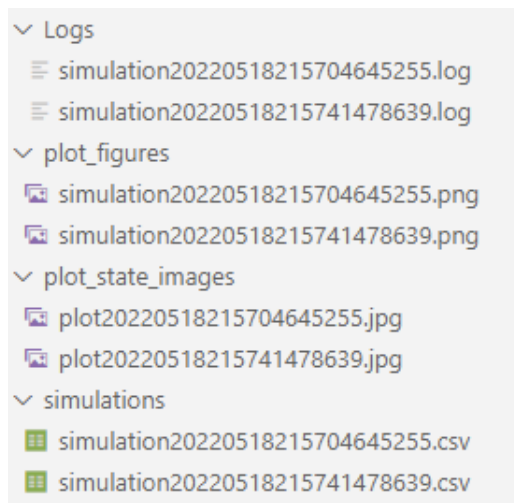 Logs
simulation20220518215704645255.log
simulation20220518215741478639.log
plot_figures
simulation20220518215704645255.png
simulation20220518215741478639.png
plot_state_images
plot20220518215704645255.jpg
plot20220518215741478639.jpg
simulations
simulation20220518215704645255.csv
simulation20220518215741478639.csv